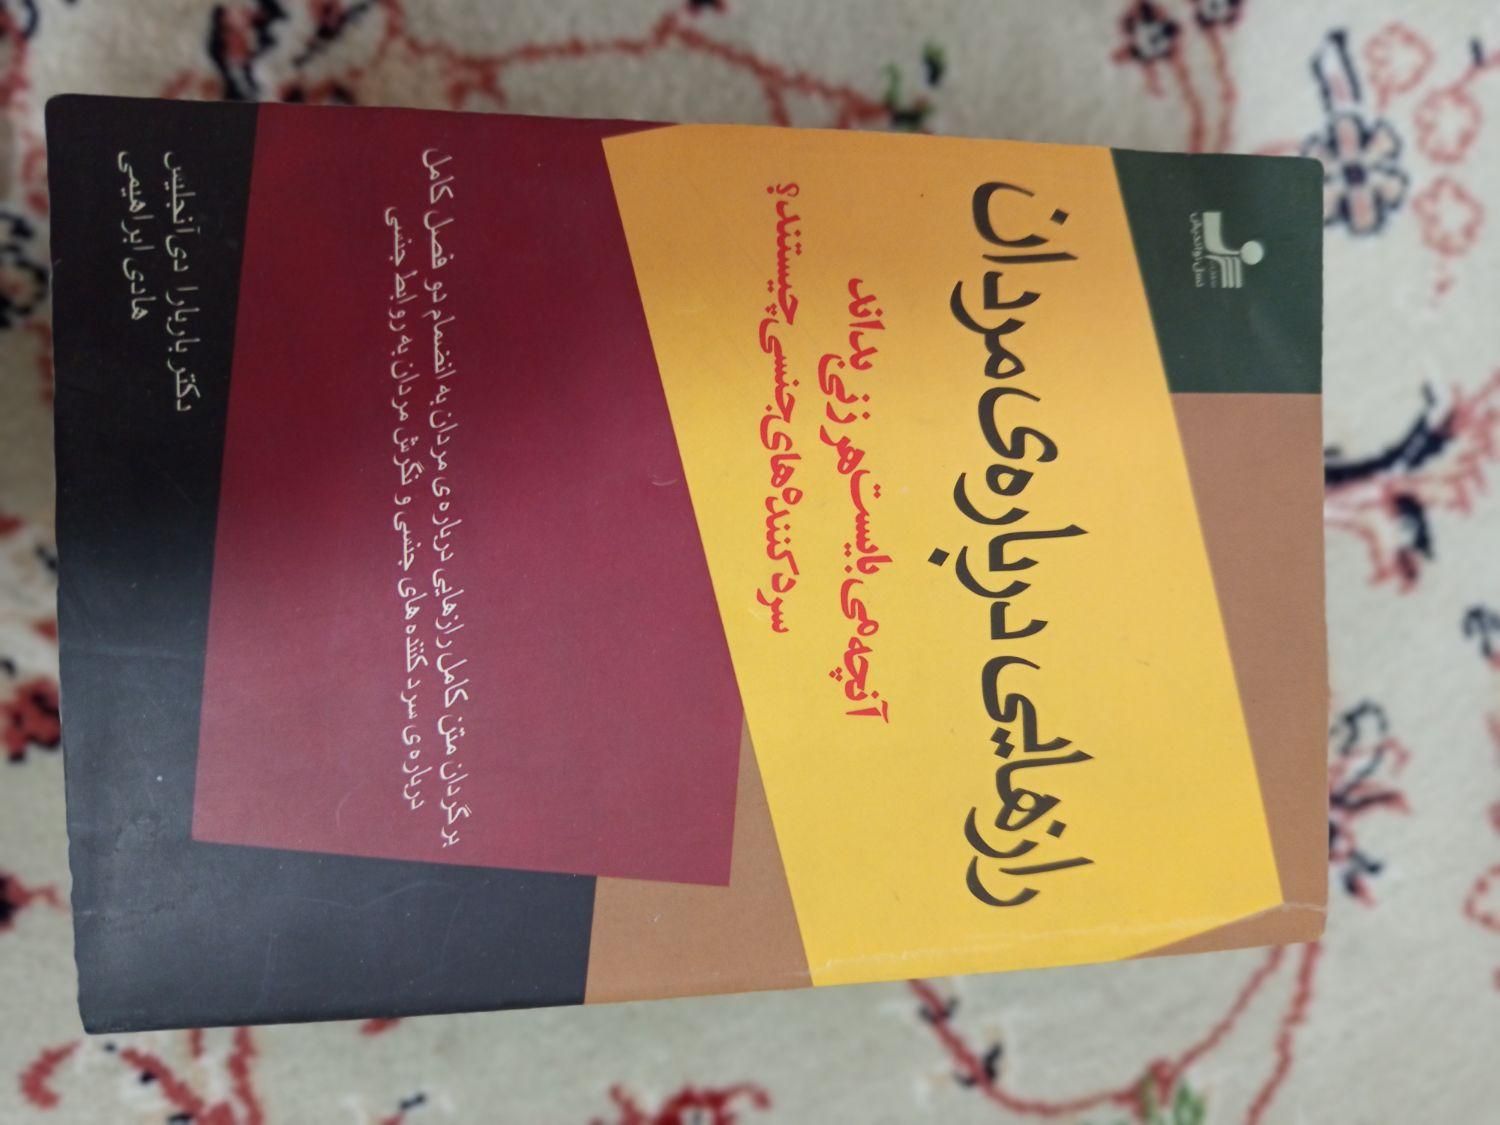 نسل نواندیش
رازهایی درباره‌ی مردان
آنچه می‌بایست هر زنی بداند
سردکننده‌های جنسی چیستند؟
برگردان متن کامل رازهایی درباره‌ی مردان به انضمام دو فصل کامل
درباره‌ی سردکننده‌های جنسی و نگرش مردان به روابط جنسی
دکتر باربارا دی آنجلیس
هادی ابراهیمی